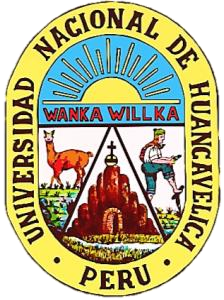 UNIVERSIDAD NACIONAL DE HUANCAVELICA
WANKA WILLKA
· PERU ·